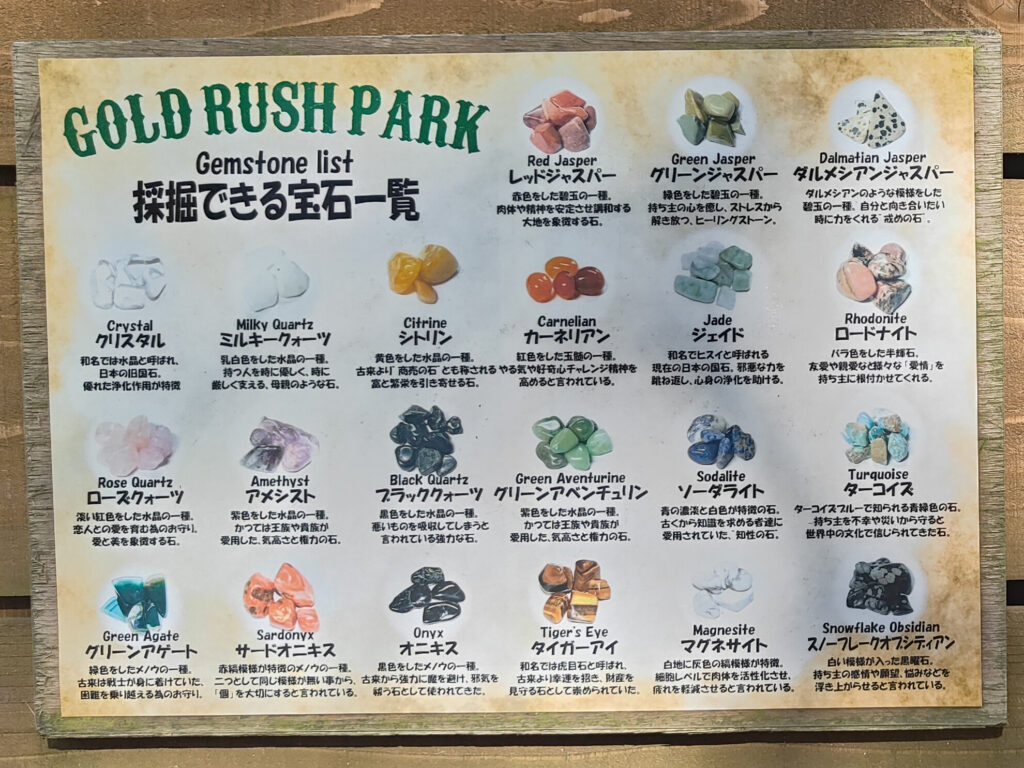 GOLD RUSH PARK
Gemstone list
採掘できる宝石一覧
Red Jasper
レッドジャスパー
赤色をした碧玉の一種。
肉体や精神を安定させ調和する
大地を象徴する石。
Green Jasper
グリーンジャスパー
緑色をした碧玉の一種。
持ち主の心を癒し、ストレスから
解き放つ、ヒーリングストーン。
Dalmatian Jasper
ダルメシアンジャスパー
ダルメシアンのような模様をした
碧玉の一種。自分と向き合いたい
時に力をくれる"戒めの石"。
Crystal
クリスタル
和名では水晶と呼ばれ、
日本の旧国石。
優れた浄化作用が特徴
Milky Quartz
ミルキークォーツ
乳白色をした水晶の一種。
持つ人を時に優しく、時に
厳しく支える、母親のような石。
Citrine
シトリン
黄色をした水晶の一種。
古来より"商売の石"とも称される
富と繁栄を引き寄せる石。
Carnelian
カーネリアン
紅色をした玉髄の一種。
やる気や好奇心チャレンジ精神を
高めると言われている。
Jade
ジェイド
和名でヒスイと呼ばれる
現在の日本の国石。邪悪な力を
跳ね返し、心身の浄化を助ける。
Rhodonite
ロードナイト
バラ色をした半輝石。
友愛や親愛など様々な「愛情」を
持ち主に根付かせてくれる。
Rose Quartz
ローズクォーツ
淡い紅色をした水晶の一種。
恋人との愛を育む為のお守り。
愛と美を象徴する石。
Amethyst
アメシスト
紫色をした水晶の一種。
かつては王族や貴族が
愛用した、気高さと権力の石。
Black Quartz
ブラッククォーツ
黒色をした水晶の一種。
悪いものを吸収してしまうと
言われている強力な石。
Green Aventurine
グリーンアベンチュリン
紫色をした水晶の一種。
かつては王族や貴族が
愛用した、気高さと権力の石。
Sodalite
ソーダライト
青の濃淡と白色が特徴の石。
古くから知識を求める者達に
愛用されていた、"知性の石"。
Turquoise
ターコイズ
ターコイズブルーで知られる青緑色の石。
持ち主を不幸や災いから守ると
世界中の文化で信じられてきた石。
Green Agate
グリーンアゲート
緑色をしたメノウの一種。
古来は戦士が身に着けていた、
困難を乗り越える為のお守り。
Sardonyx
サードオニキス
赤縞模様が特徴のメノウの一種。
二つとして同じ模様が無い事から、
「個」を大切にすると言われている。
Onyx
オニキス
黒色をしたメノウの一種。
古来から強力に魔を避け、邪気を
祓う石として使われてきた。
Tiger's Eye
タイガーアイ
和名では虎目石と呼ばれ、
古来より幸運を招き、財産を
見守る石として崇められていた。
Magnesite
マグネサイト
白地に灰色の縞模様が特徴。
細胞レベルで肉体を活性化させ、
疲れを軽減させると言われている。
Snowflake Obsidian
スノーフレークオブシディアン
白い模様が入った黒曜石。
持ち主の感情や願望、悩みなどを
浮き上がらせると言われている。